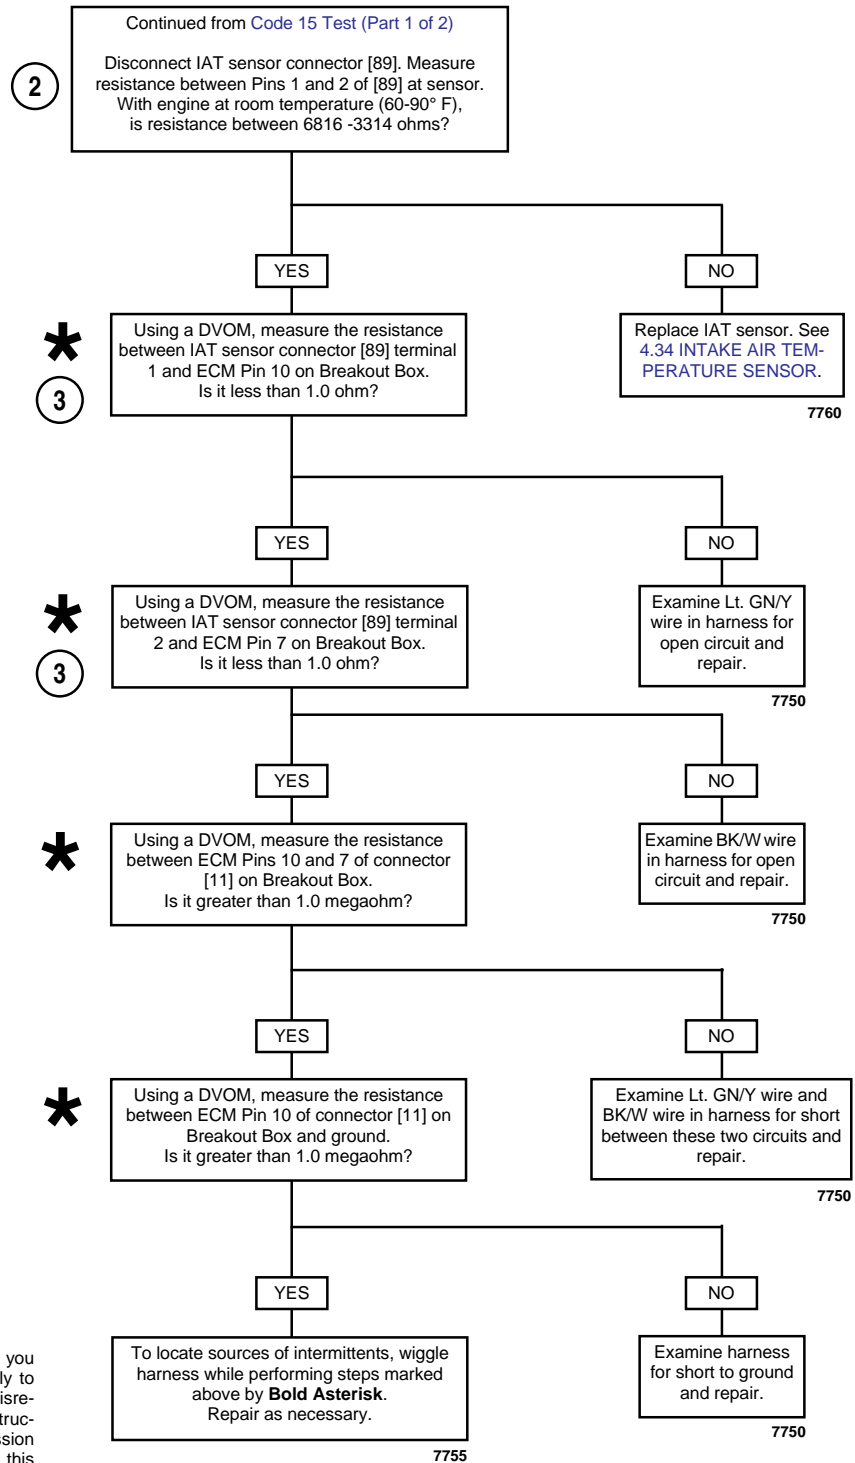 Continued from Code 15 Test (Part 1 of 2)
Disconnect IAT sensor connector [89]. Measure
resistance between Pins 1 and 2 of [89] at sensor.
With engine at room temperature (60-90° F),
is resistance between 6816 -3314 ohms?
2
YES
NO
Using a DVOM, measure the resistance
between IAT sensor connector [89] terminal
1 and ECM Pin 10 on Breakout Box.
Is it less than 1.0 ohm?
*
3
Replace IAT sensor. See
4.34 INTAKE AIR TEM-
PERATURE SENSOR.
7760
YES
NO
Using a DVOM, measure the resistance
between IAT sensor connector [89] terminal
2 and ECM Pin 7 on Breakout Box.
Is it less than 1.0 ohm?
*
3
Examine Lt. GN/Y
wire in harness for
open circuit and
repair.
7750
YES
NO
Using a DVOM, measure the resistance
between ECM Pins 10 and 7 of connector
[11] on Breakout Box.
Is it greater than 1.0 megaohm?
*
Examine BK/W wire
in harness for open
circuit and repair.
7750
YES
NO
Using a DVOM, measure the resistance
between ECM Pin 10 of connector [11] on
Breakout Box and ground.
Is it greater than 1.0 megaohm?
*
Examine Lt. GN/Y wire and
BK/W wire in harness for short
between these two circuits and
repair.
7750
YES
NO
To locate sources of intermittents, wiggle
harness while performing steps marked
above by Bold Asterisk.
Repair as necessary.
7755
Examine harness
for short to ground
and repair.
7750
you
ly to
isre-
truc-
ssion
this